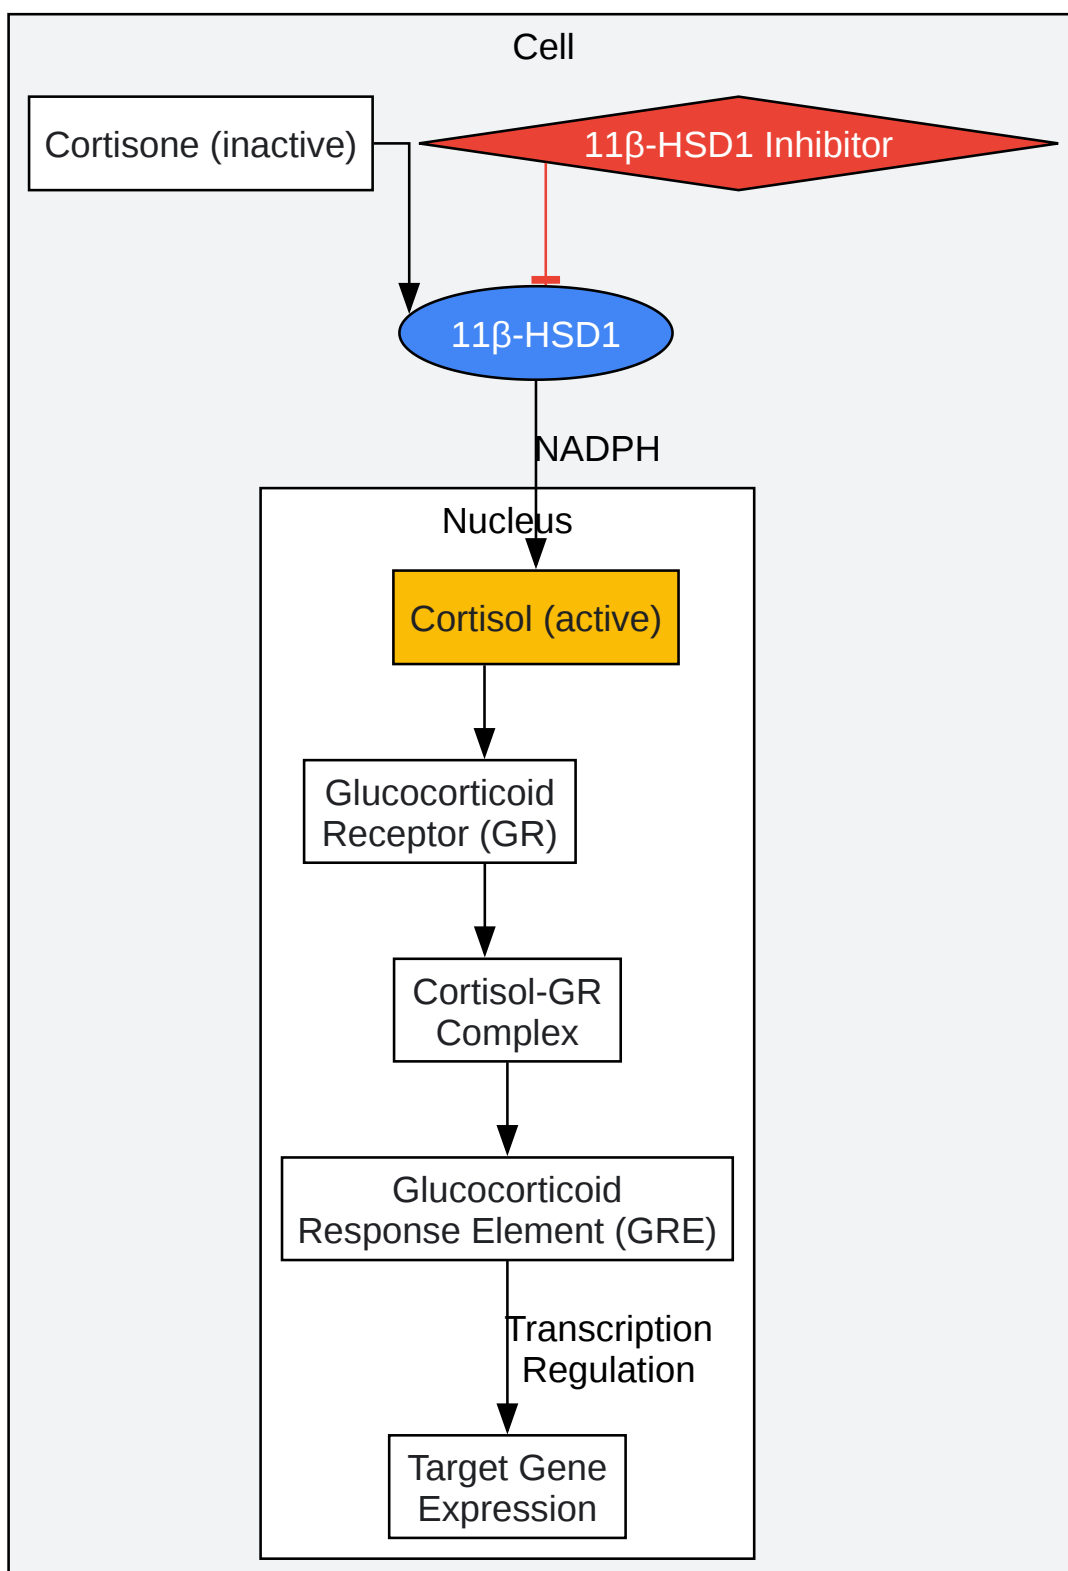 Cell
Cortisone (inactive)
11β-HSD1 Inhibitor
11β-HSD1
NADPH
Nucleus
Cortisol (active)
Glucocorticoid
Receptor (GR)
Cortisol-GR
Complex
Glucocorticoid
Response Element (GRE)
Transcription
Regulation
Target Gene
Expression